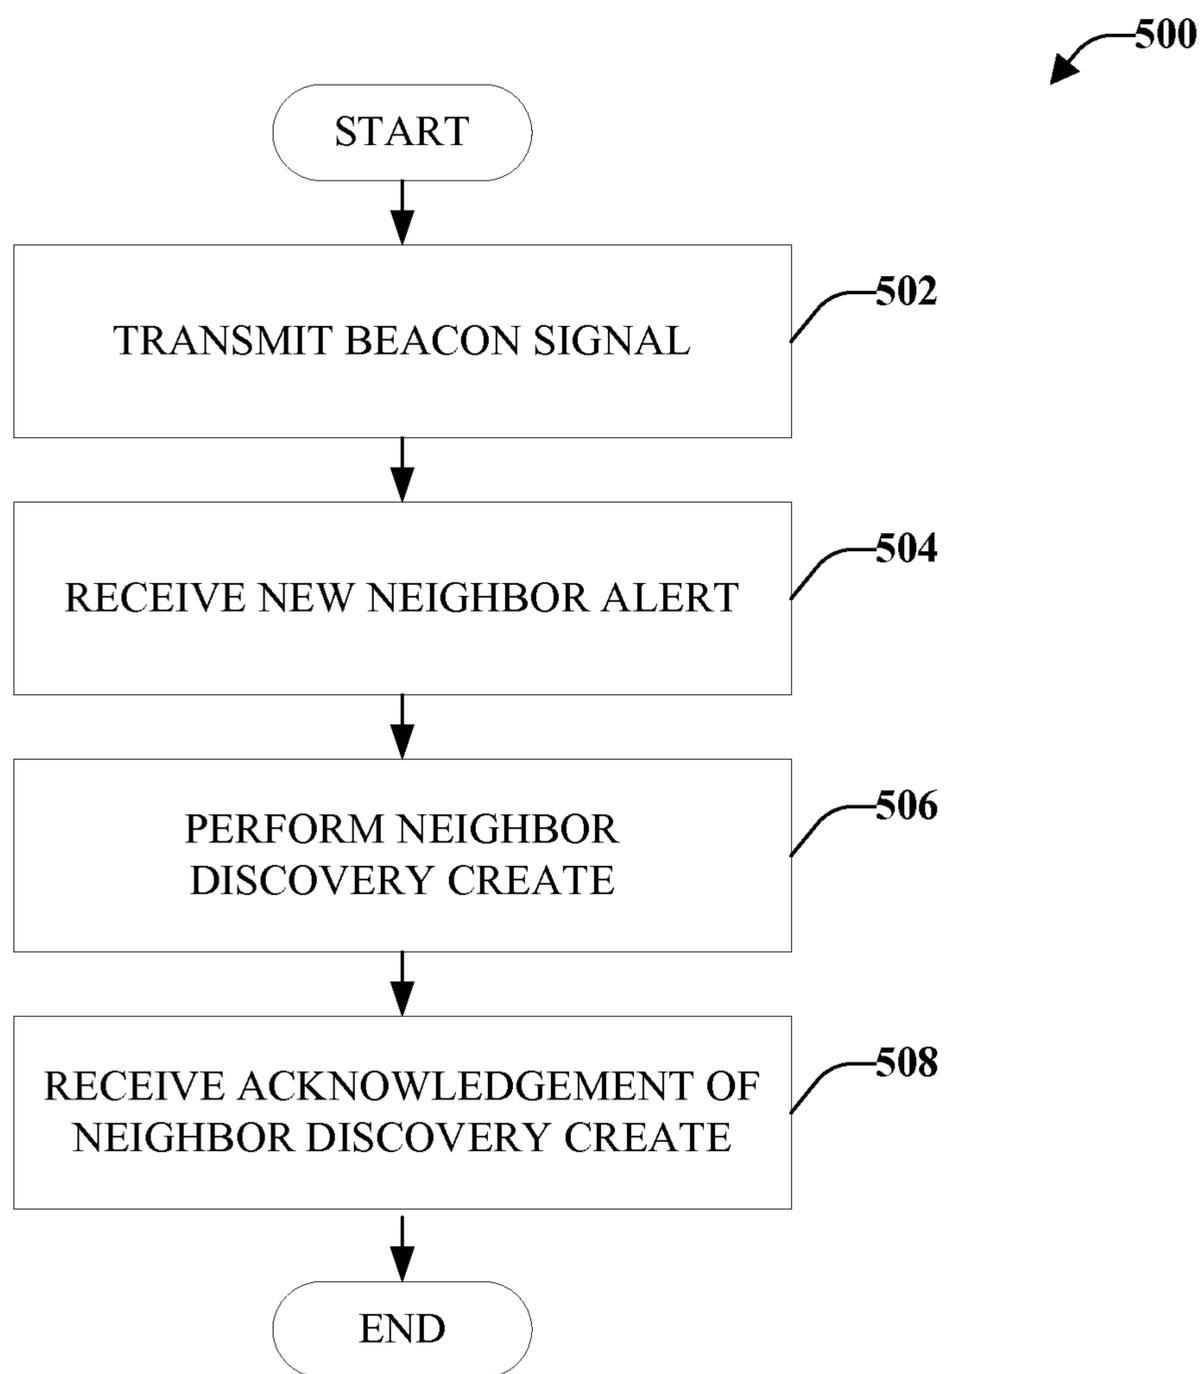 500
START
502
TRANSMIT BEACON SIGNAL
504
RECEIVE NEW NEIGHBOR ALERT
506
PERFORM NEIGHBOR
DISCOVERY CREATE
508
RECEIVE ACKNOWLEDGEMENT OF
NEIGHBOR DISCOVERY CREATE
END